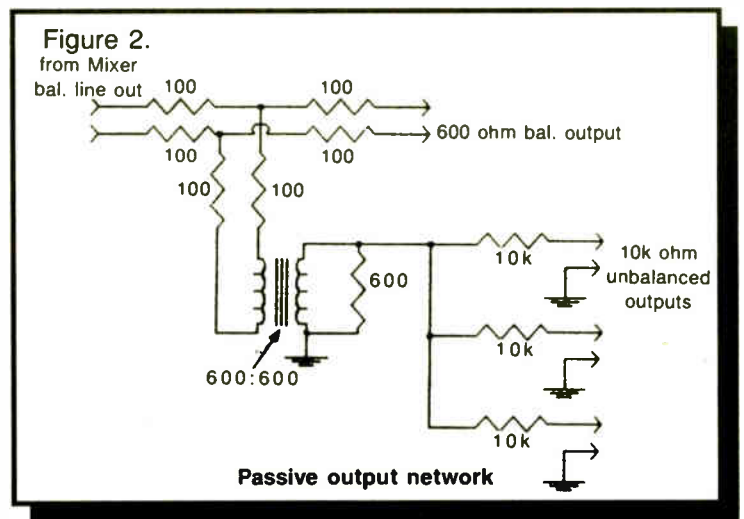 Figure 2.
from Mixer
bal. line out
100
100
600 ohm bal. output
100
100
100
100
600
600:600
10k
10k ohm
unbalanced
outputs
10k
10k
Passive output network